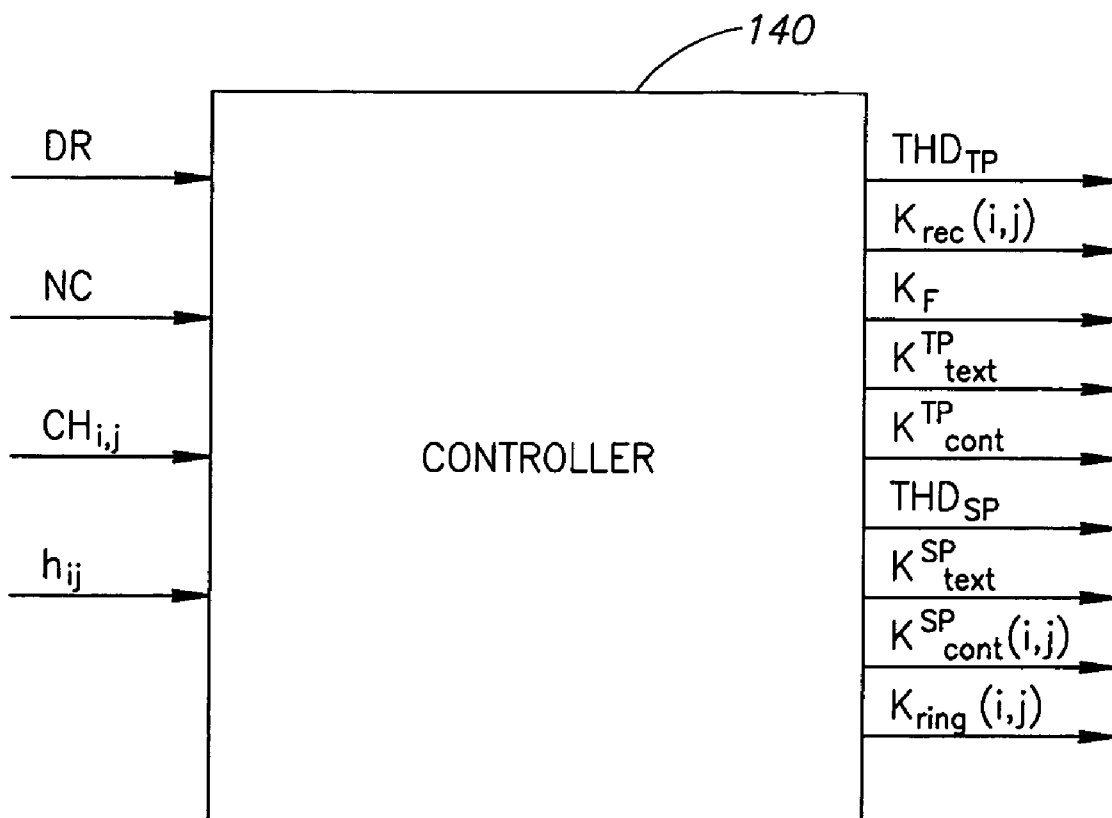 140
DR
NC
CH_{i,j}
h_{ij}
CONTROLLER
THD_{TP}
K_{rec}(i,j)
K_F
K^{TP}_{text}
K^{TP}_{cont}
THD_{SP}
K^{SP}_{text}
K^{SP}_{cont}(i,j)
K_{ring}(i,j)